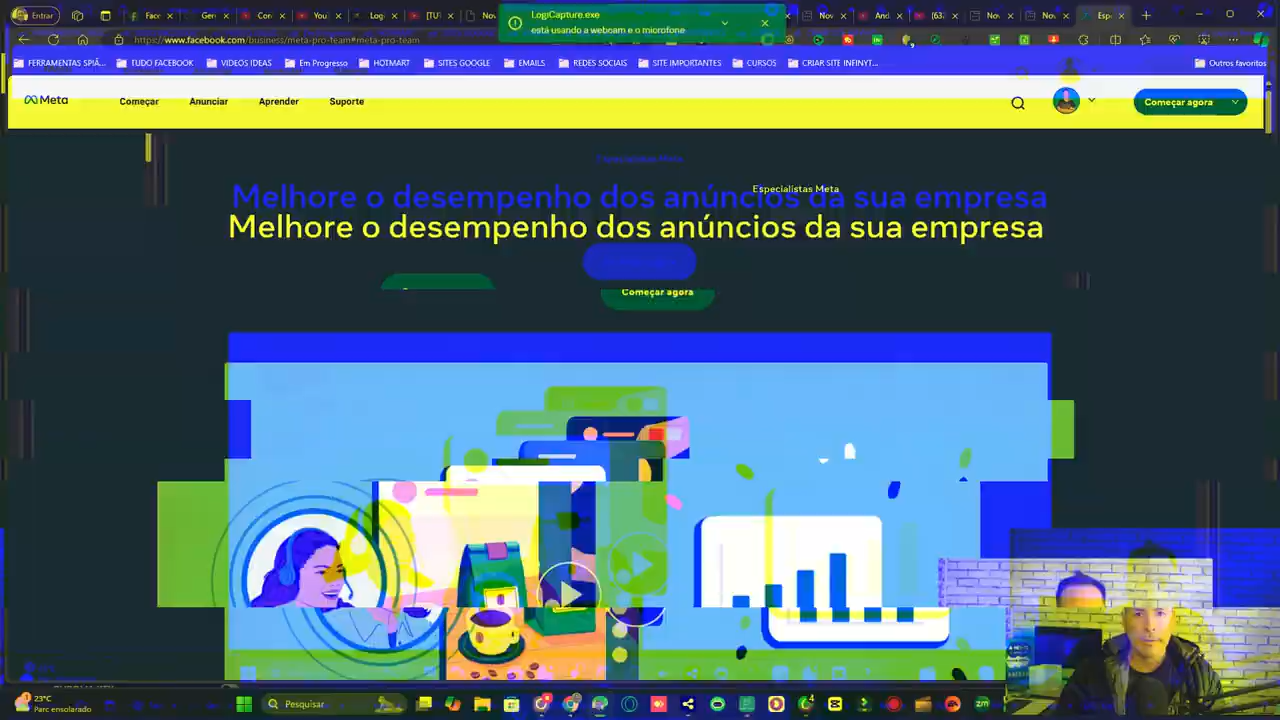 Entrar
LogiCapture.exe
está usando a webcam e o microfone
https://www.facebook.com/business/meta-pro-team#meta-pro-team
FERRAMENTAS SPIÃ... TUDO FACEBOOK VIDEOS IDEAS Em Progresso HOTMART SITES GOOGLE EMAILS REDES SOCIAIS SITE IMPORTANTES CURSOS CRIAR SITE INFINYT... Outros favoritos
Meta Começar Anunciar Aprender Suporte Começar agora
Especialistas Meta
Especialistas Meta
Melhore o desempenho dos anúncios da sua empresa
Melhore o desempenho dos anúncios da sua empresa
Começar agora
23°C
Parc ensolarado
Pesquisar